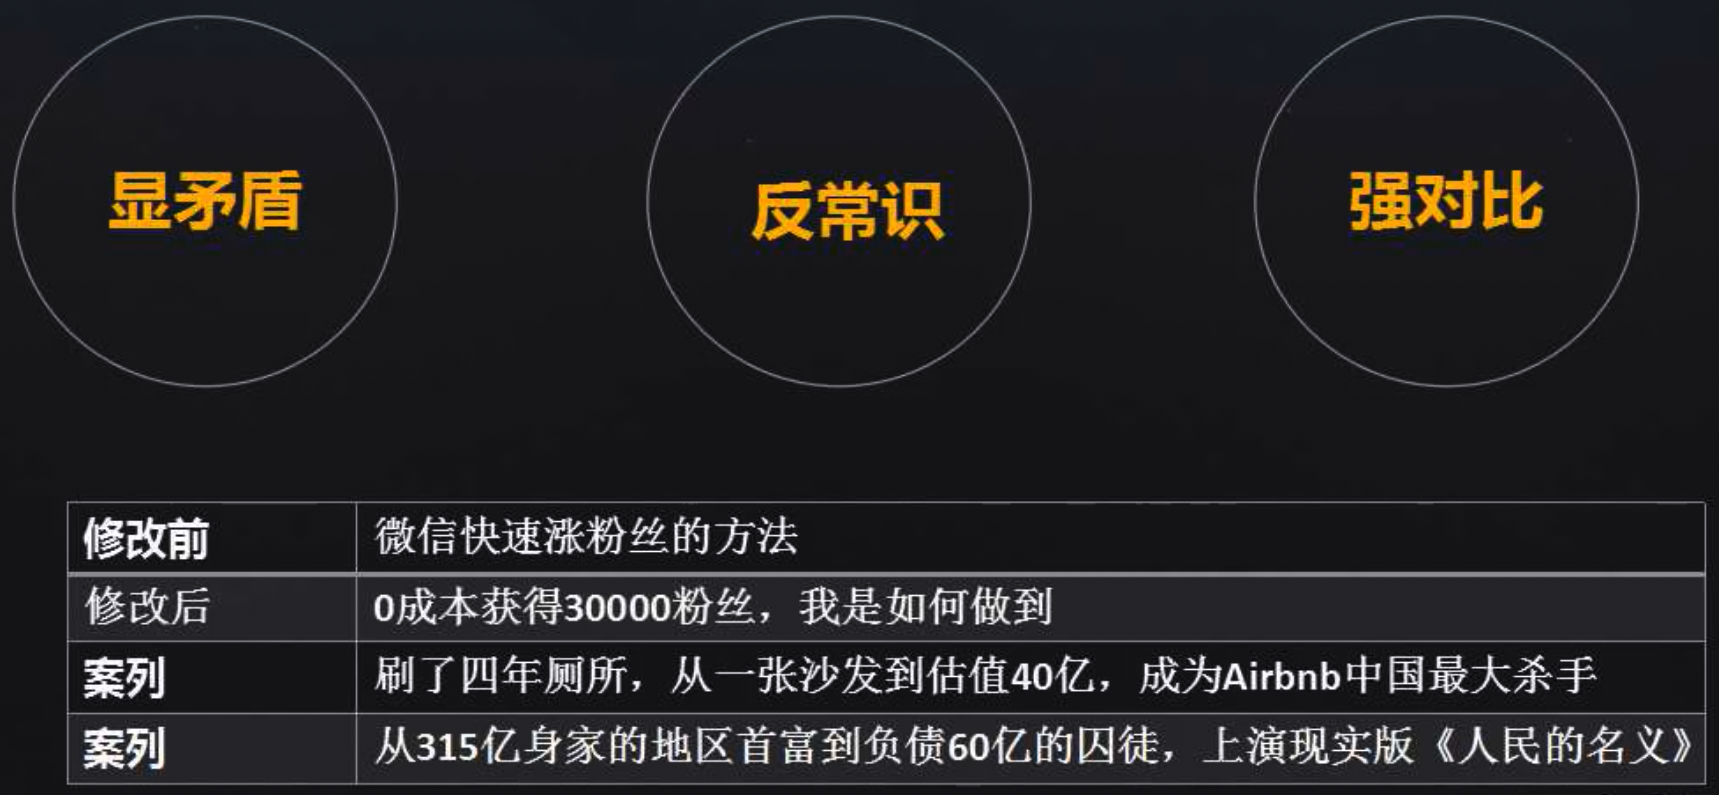 显矛盾
反常识
强对比
修改前 微信快速涨粉丝的方法
修改后 0成本获得30000粉丝，我是如何做到
案列 刷了四年厕所，从一张沙发到估值40亿，成为Airbnb中国最大杀手
案列 从315亿身家的地区首富到负债60亿的囚徒，上演现实版《人民的名义》